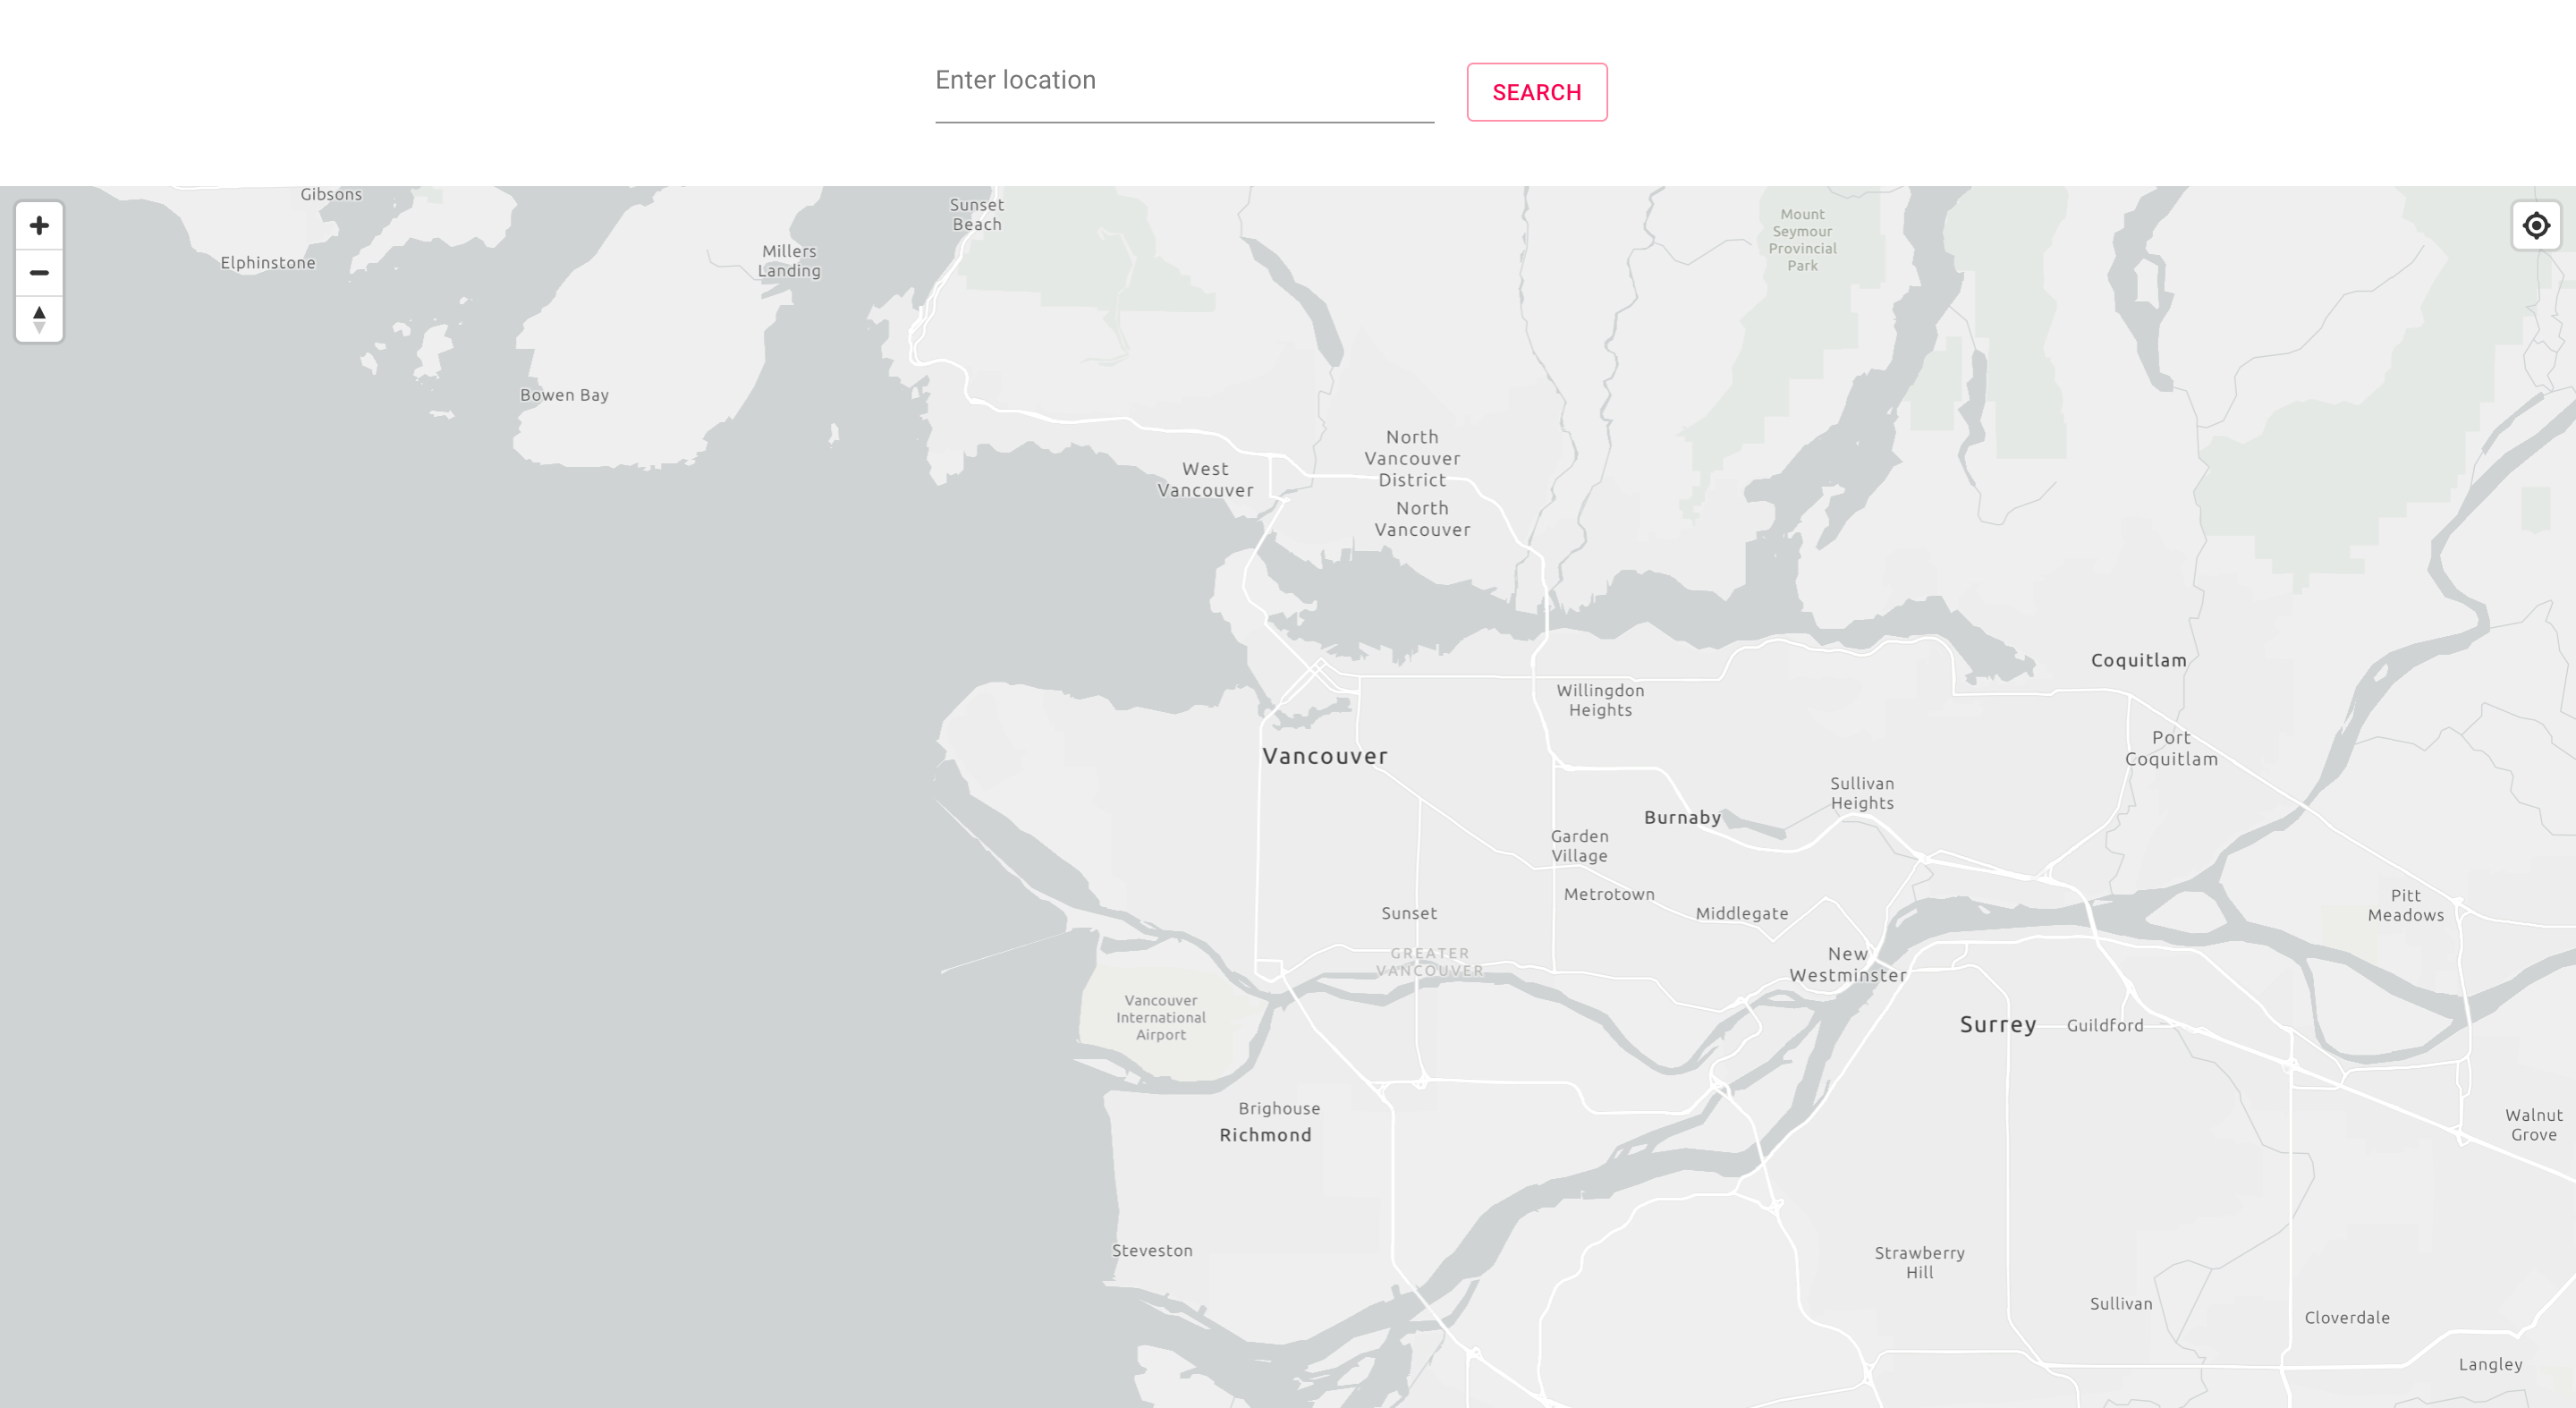 Enter location
SEARCH
Gibsons
Sunset
Beach
Mount
Seymour
Provincial
Park
Elphinstone
Millers
Landing
Bowen Bay
North
Vancouver
District
West
Vancouver
North
Vancouver
Coquitlam
Willingdon
Heights
Port
Coquitlam
Vancouver
Sullivan
Heights
Burnaby
Garden
Village
Metrotown
Pitt
Meadows
Sunset
Middlegate
GREATER
VANCOUVER
New
Westminster
Vancouver
International
Airport
Surrey
Guildford
Brighouse
Richmond
Walnut
Grove
Steveston
Strawberry
Hill
Sullivan
Cloverdale
Langley